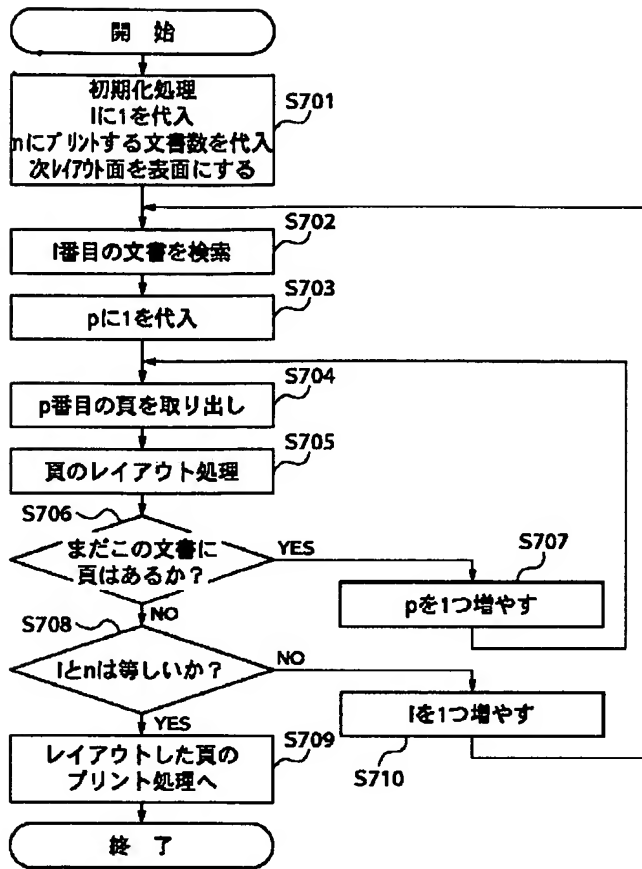 開 始
初期化処理
Iに1を代入
nにプリントする文書数を代入
次レイアウト面を表面にする
S701
S702
I番目の文書を検索
S703
pに1を代入
S704
p番目の頁を取り出し
S705
頁のレイアウト処理
S706
まだこの文書に
頁はあるか？
YES
S707
pを1つ増やす
NO
S708
Iとnは等しいか？
NO
Iを1つ増やす
S710
YES
レイアウトした頁の
プリント処理へ
S709
終 了